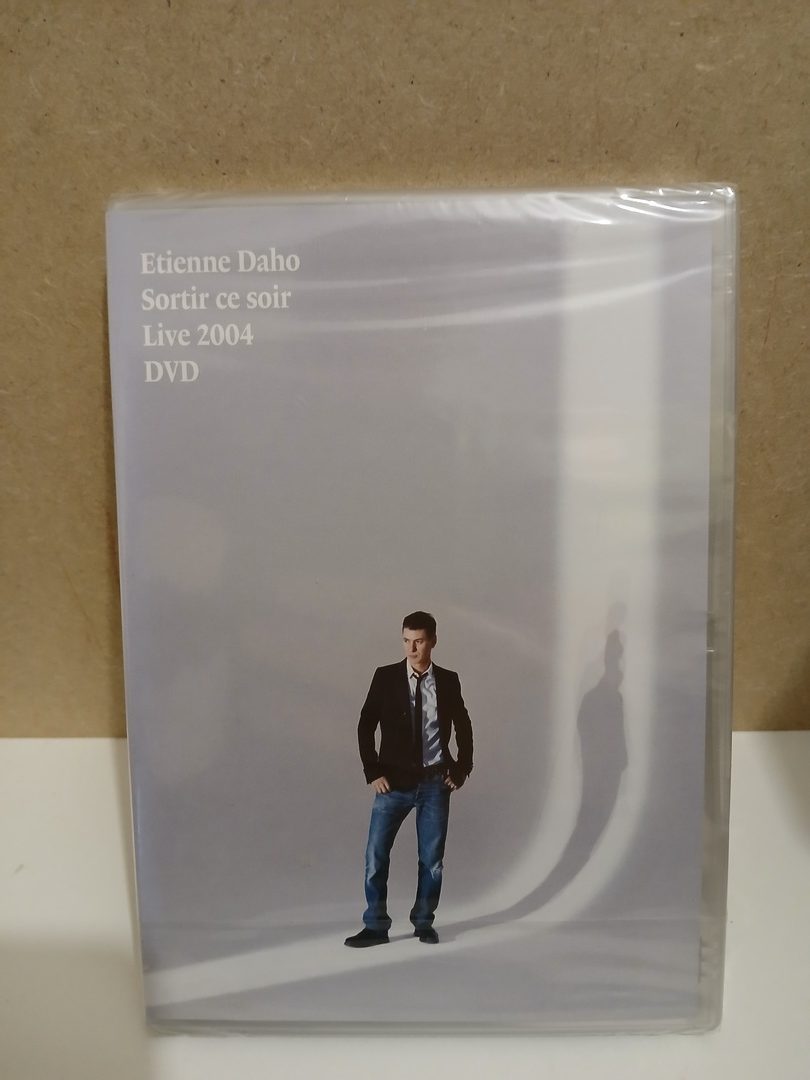 Etienne Daho
Sortir ce soir
Live 2004
DVD